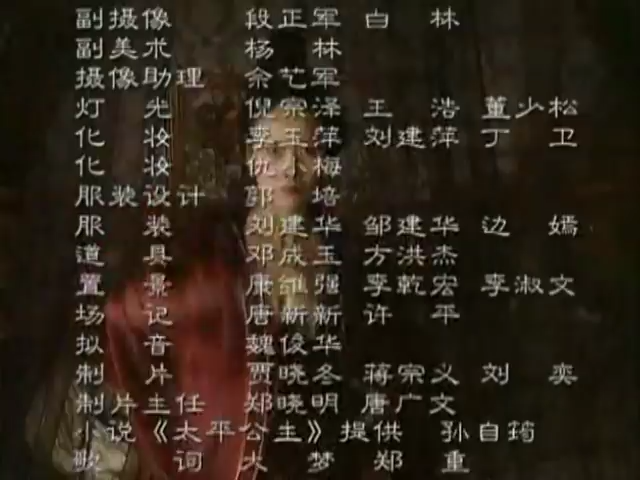 副摄像 段正军 白林
副美术 杨林
摄像助理 余芒军
灯光 倪宗泽 王浩 董少松
化妆 李玉萍 刘建萍 丁卫
化妆 仇小梅
服装设计 郭培
服装 刘建华 邹建华 边嫣
道具 邓成玉 方洪杰
置景 康维强 李乾宏 李淑文
场记 唐新新 许平
拟音 魏俊华
制片 贾晓冬 蒋宗义 刘奕
制片主任 郑晓明 唐广文
小说《太平公主》提供 孙自筠
歌词 大梦 郑重